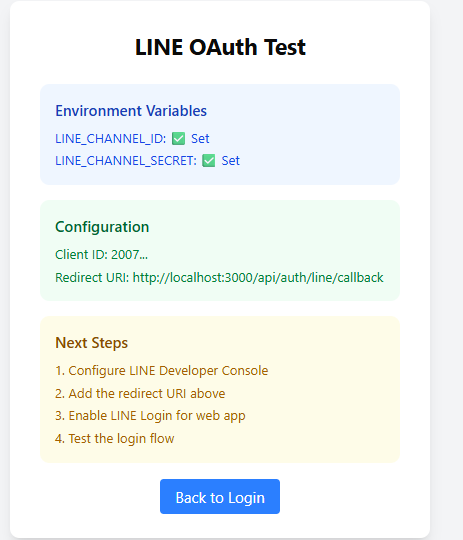 LINE OAuth Test
Environment Variables
LINE_CHANNEL_ID: ✅ Set
LINE_CHANNEL_SECRET: ✅ Set
Configuration
Client ID: 2007...
Redirect URI: http://localhost:3000/api/auth/line/callback
Next Steps
1. Configure LINE Developer Console
2. Add the redirect URI above
3. Enable LINE Login for web app
4. Test the login flow
Back to Login